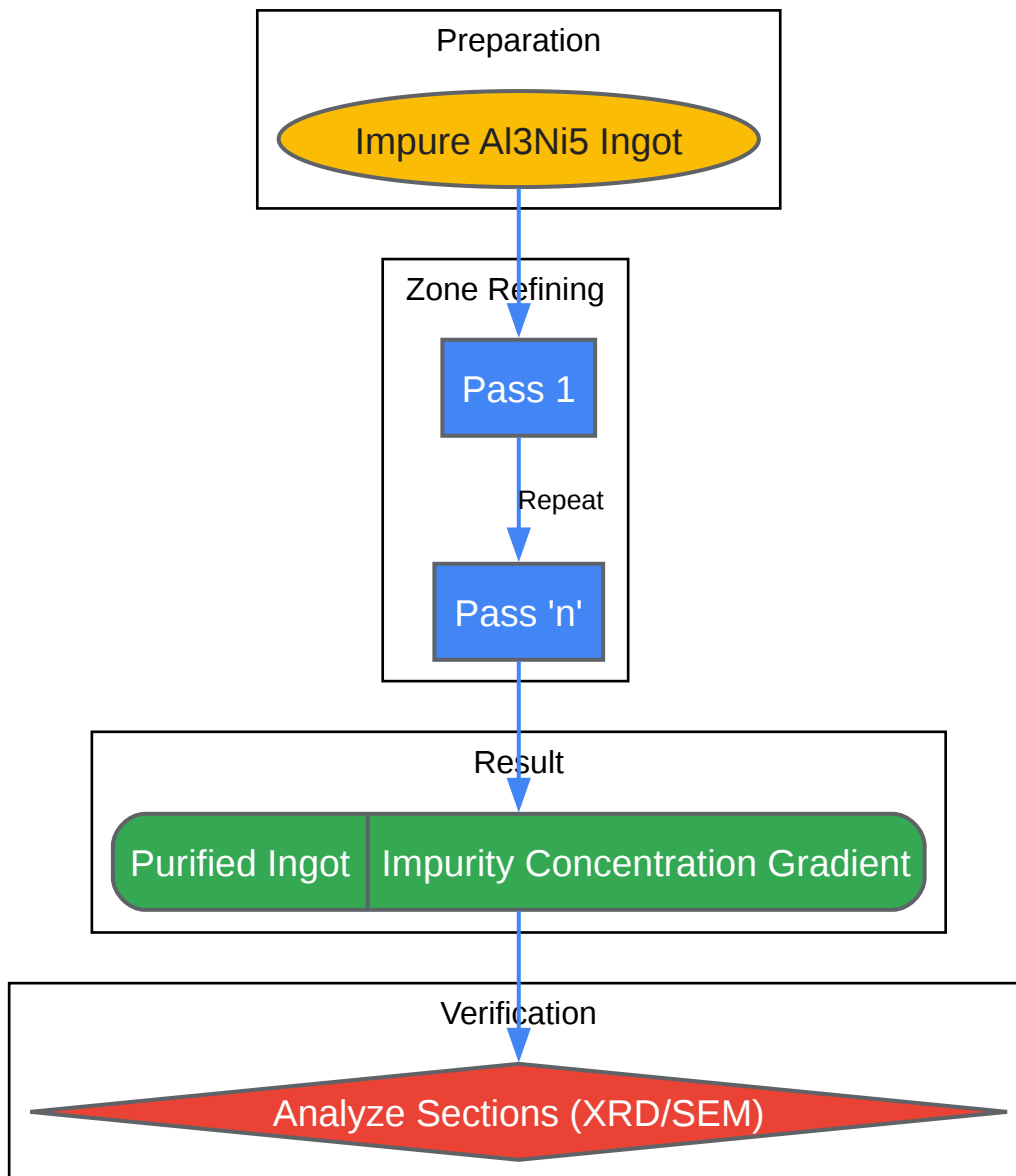 Preparation
Impure Al3Ni5 Ingot
Zone Refining
Pass 1
Repeat
Pass 'n'
Result
Purified Ingot
Impurity Concentration Gradient
Verification
Analyze Sections (XRD/SEM)